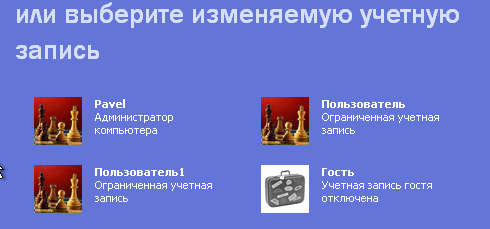 или выберите изменяемую учетную
запись
Pavel
Администратор
компьютера
Пользователь
Ограниченная учетная
запись
Пользователь1
Ограниченная учетная
запись
Гость
Учетная запись гостя
отключена